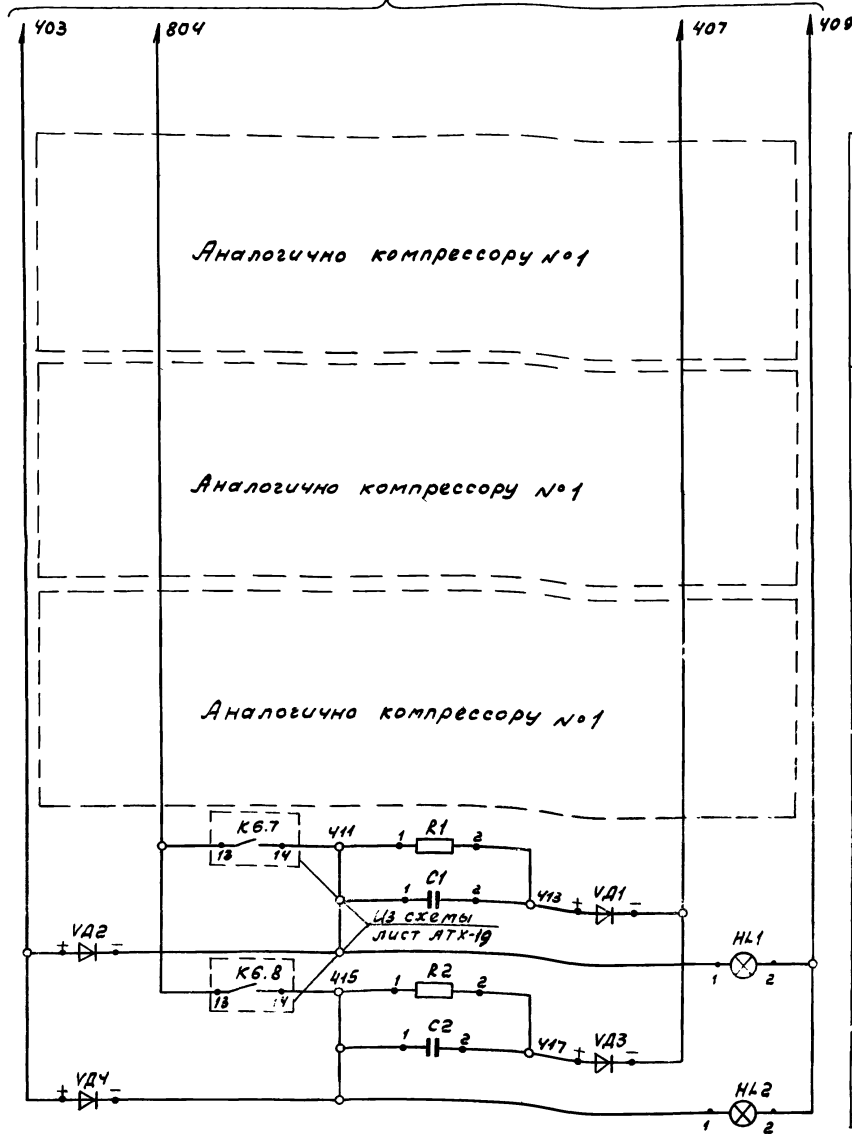 403 804 407 409
Аналогично компрессору №1
Аналогично компрессору №1
Аналогично компрессору №1
К6.7 411 1 R1 2
13 14
1 C1 2 413 + VД1 -
Из схемы
лист АТХ-19
+ VД2 - HL1
1 2
К6.8 415 R2 2
13 14 1
1 C2 2 417 + VД3 -
+ VД4 - HL2
1 2